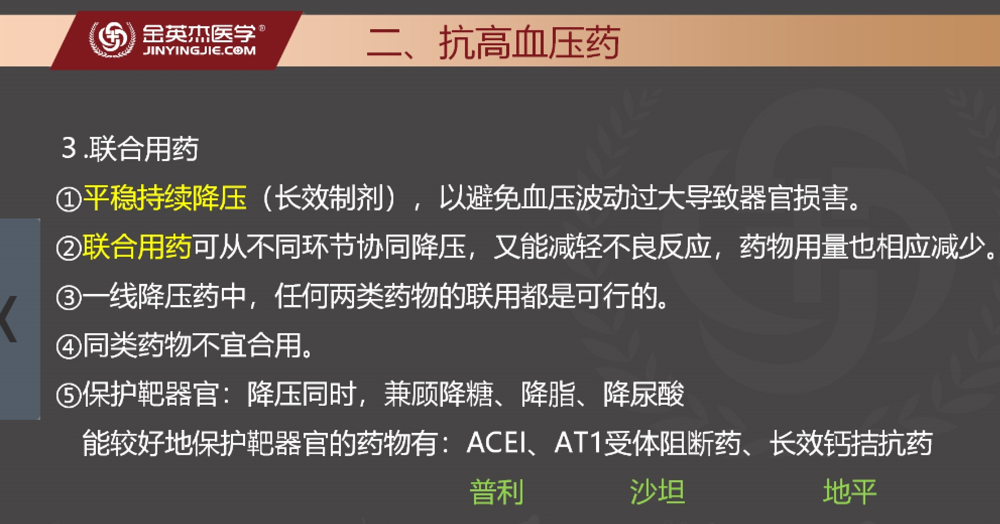 金英杰医学®
JINYINGJIE.COM
二、抗高血压药
3 .联合用药
①平稳持续降压（长效制剂），以避免血压波动过大导致器官损害。
②联合用药可从不同环节协同降压，又能减轻不良反应，药物用量也相应减少。
③一线降压药中，任何两类药物的联用都是可行的。
④同类药物不宜合用。
⑤保护靶器官：降压同时，兼顾降糖、降脂、降尿酸
能较好地保护靶器官的药物有：ACEI、AT1受体阻断药、长效钙拮抗药
普利 沙坦 地平